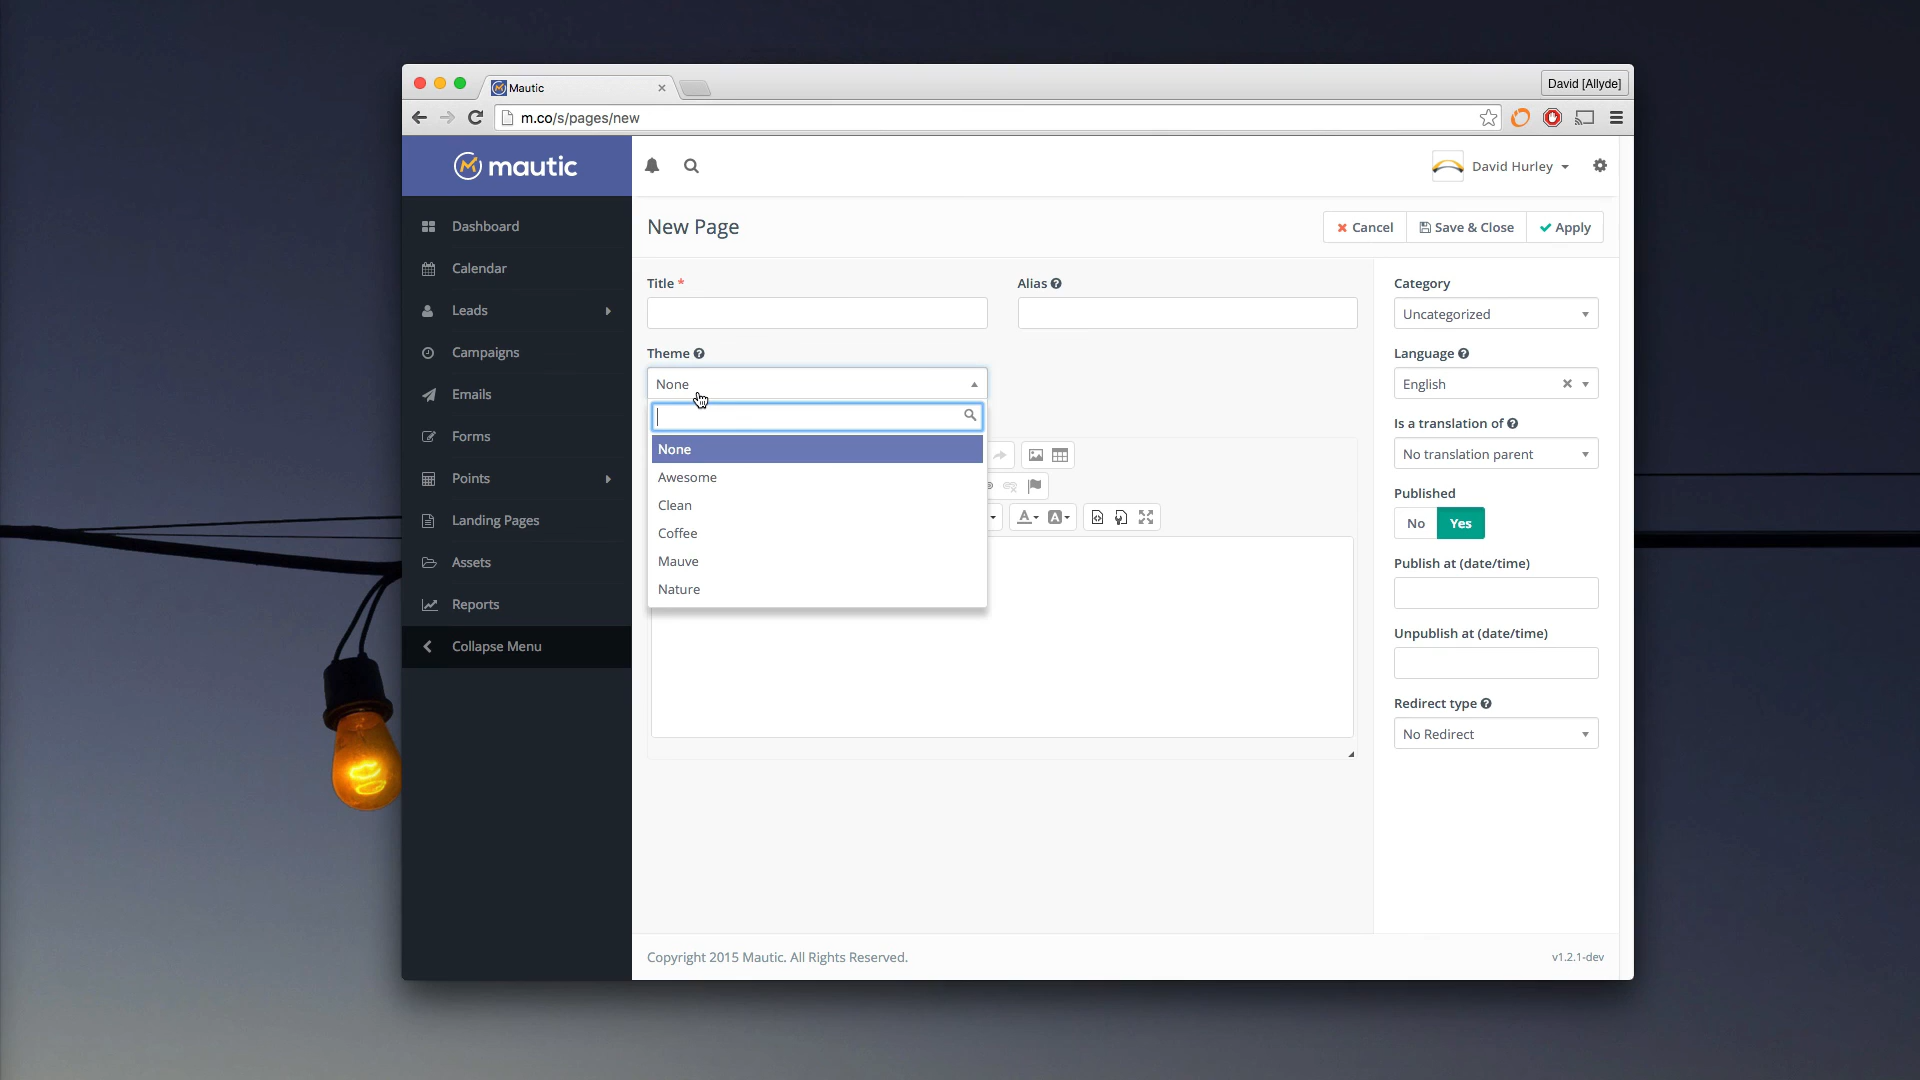 Mautic
David [Allyde]
m.co/s/pages/new
mautic
David Hurley
Dashboard
Calendar
Leads
Campaigns
Emails
Forms
Points
Landing Pages
Assets
Reports
Collapse Menu
New Page
Cancel
Save & Close
Apply
Title *
Alias
Theme
None
None
Awesome
Clean
Coffee
Mauve
Nature
Category
Uncategorized
Language
English
Is a translation of
No translation parent
Published
No
Yes
Publish at (date/time)
Unpublish at (date/time)
Redirect type
No Redirect
Copyright 2015 Mautic. All Rights Reserved.
v1.2.1-dev